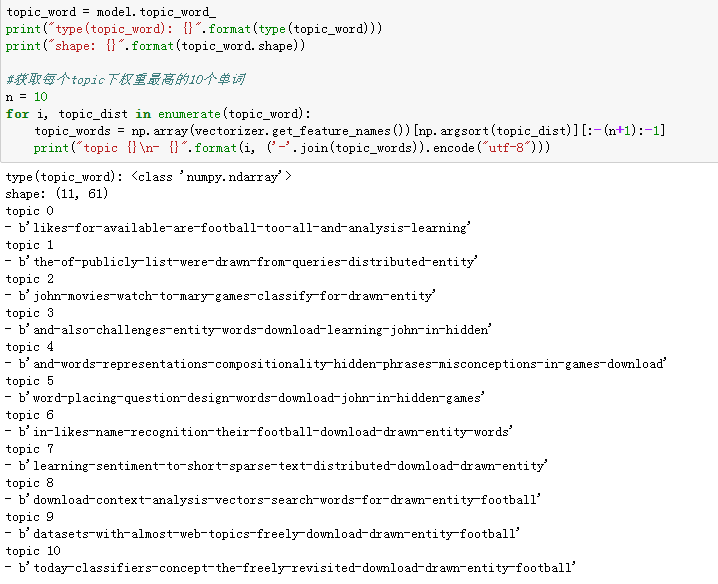 topic_word = model.topic_word_
print("type(topic_word): {}".format(type(topic_word)))
print("shape: {}".format(topic_word.shape))

#获取每个topic下权重最高的10个单词
n = 10
for i, topic_dist in enumerate(topic_word):
    topic_words = np.array(vectorizer.get_feature_names())[np.argsort(topic_dist)][:-(n+1):-1]
    print("topic {}\n- {}".format(i, ('-'.join(topic_words)).encode("utf-8")))

type(topic_word): <class 'numpy.ndarray'>
shape: (11, 61)
topic 0
- b'likes-for-available-are-football-too-all-and-analysis-learning'
topic 1
- b'the-of-publicly-list-were-drawn-from-queries-distributed-entity'
topic 2
- b'john-movies-watch-to-mary-games-classify-for-drawn-entity'
topic 3
- b'and-also-challenges-entity-words-download-learning-john-in-hidden'
topic 4
- b'and-words-representations-compositionality-hidden-phrases-misconceptions-in-games-download'
topic 5
- b'word-placing-question-design-words-download-john-in-hidden-games'
topic 6
- b'in-likes-name-recognition-their-football-download-drawn-entity-words'
topic 7
- b'learning-sentiment-to-short-sparse-text-distributed-download-drawn-entity'
topic 8
- b'download-context-analysis-vectors-search-words-for-drawn-entity-football'
topic 9
- b'datasets-with-almost-web-topics-freely-download-drawn-entity-football'
topic 10
- b'today-classifiers-concept-the-freely-revisited-download-drawn-entity-football'